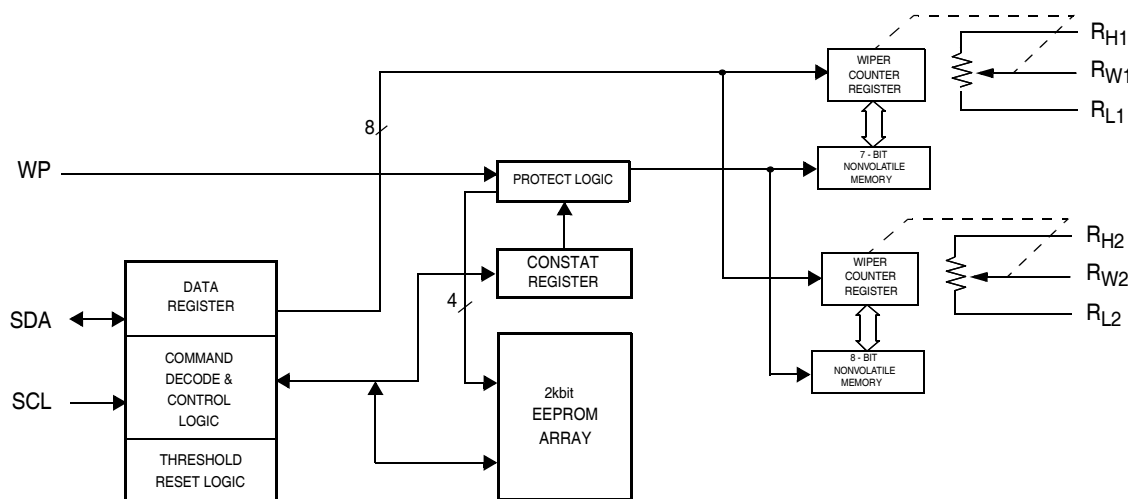 WIPER
COUNTER
REGISTER
RH1
RW1
RL1
8
7 - BIT
NONVOLATILE
MEMORY
WP
PROTECT LOGIC
CONSTAT
REGISTER
4
WIPER
COUNTER
REGISTER
RH2
RW2
RL2
8 - BIT
NONVOLATILE
MEMORY
SDA
SCL
DATA
REGISTER
COMMAND
DECODE &
CONTROL
LOGIC
THRESHOLD
RESET LOGIC
2kbit
EEPROM
ARRAY